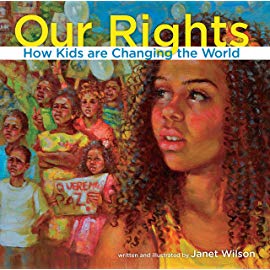 Our Rights
How Kids are Changing the World
QUEREMOS
written and illustrated by Janet Wilson